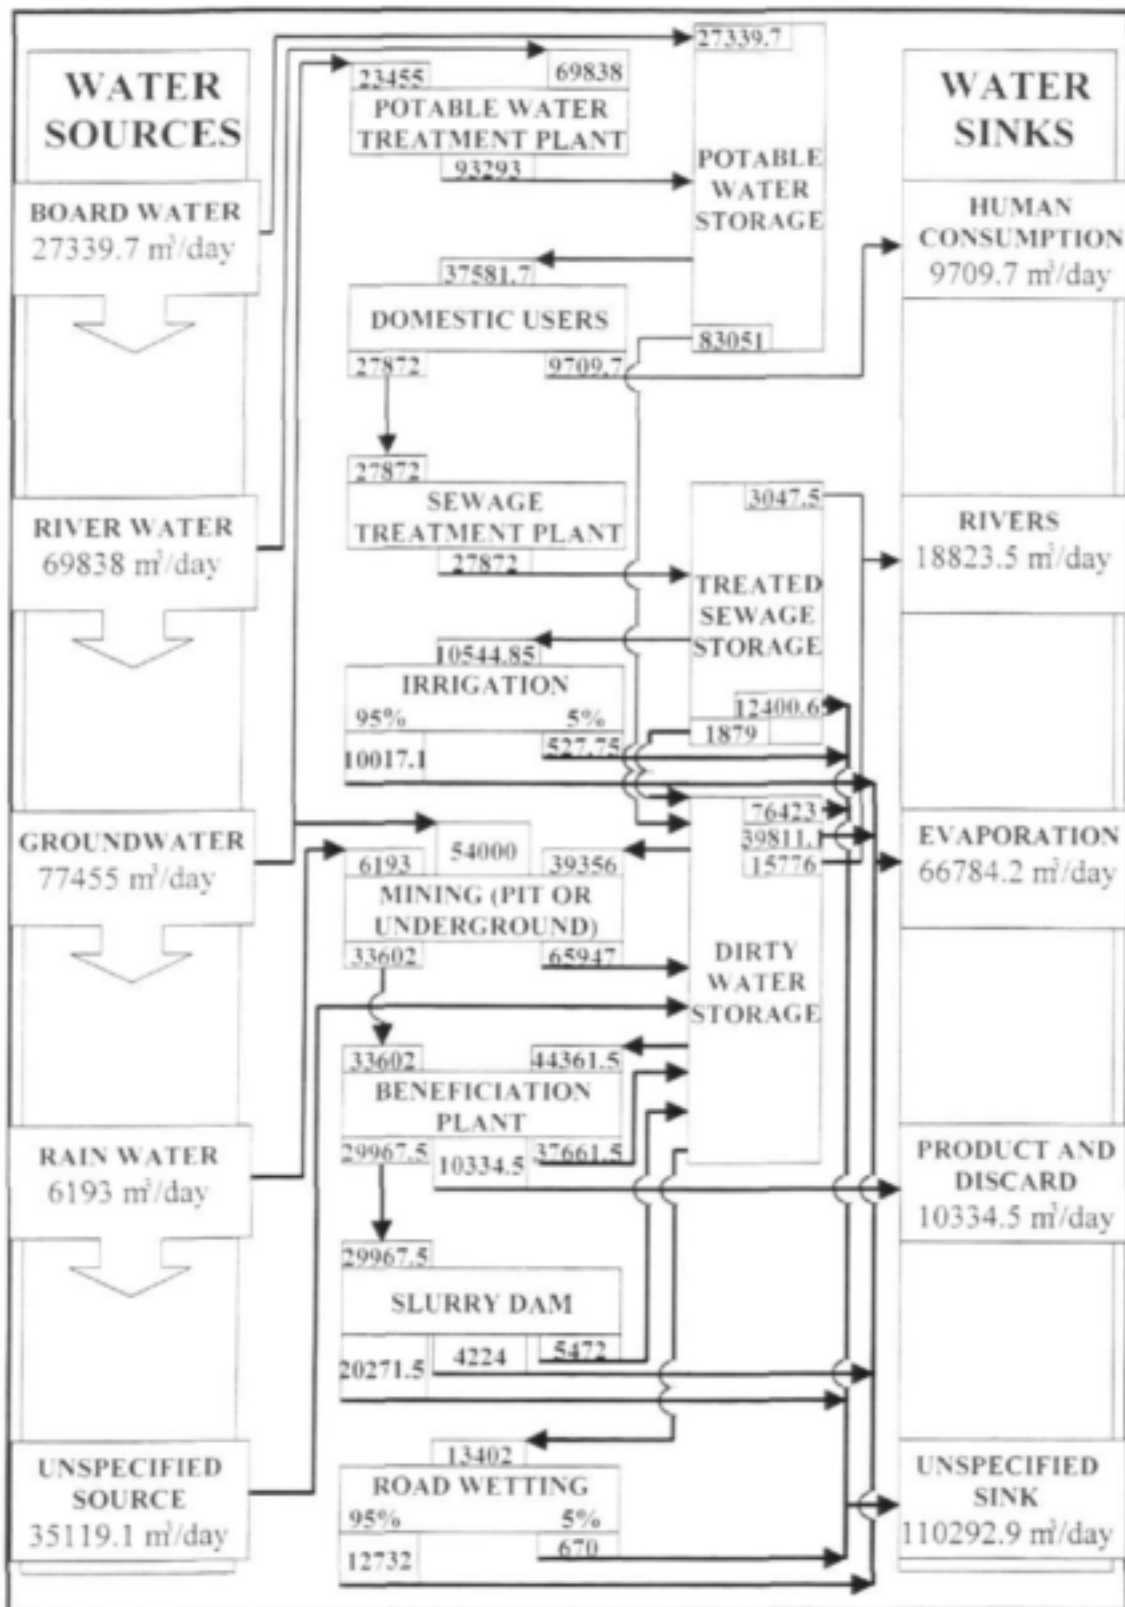 WATER
SOURCES
BOARD WATER
27339.7 m³/day
RIVER WATER
69838 m³/day
GROUNDWATER
77455 m³/day
RAIN WATER
6193 m³/day
UNSPECIFIED
SOURCE
35119.1 m³/day
23455
69838
POTABLE WATER
TREATMENT PLANT
93293
37581.7
DOMESTIC USERS
27872
9709.7
27872
SEWAGE
TREATMENT PLANT
27872
10544.85
IRRIGATION
95%
5%
10017.1
527.75
54000
6193
39356
MINING (PIT OR
UNDERGROUND)
33602
65947
33602
44361.5
BENEFICIATION
PLANT
29967.5
10334.5
37661.5
29967.5
SLURRY DAM
20271.5
4224
5472
13402
ROAD WETTING
95%
5%
12732
670
27339.7
POTABLE
WATER
STORAGE
83051
3047.5
TREATED
SEWAGE
STORAGE
12400.65
1879
76423
39811.1
15776
DIRTY
WATER
STORAGE
WATER
SINKS
HUMAN
CONSUMPTION
9709.7 m³/day
RIVERS
18823.5 m³/day
EVAPORATION
66784.2 m³/day
PRODUCT AND
DISCARD
10334.5 m³/day
UNSPECIFIED
SINK
110292.9 m³/day